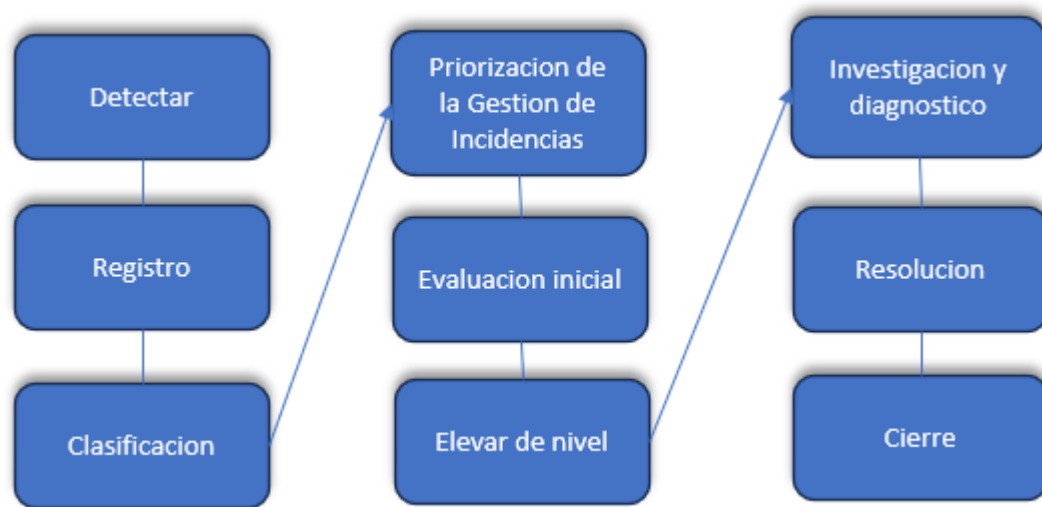 Detectar
Registro
Clasificacion
Priorizacion de
la Gestion de
Incidencias
Evaluacion inicial
Elevar de nivel
Investigacion y
diagnostico
Resolucion
Cierre